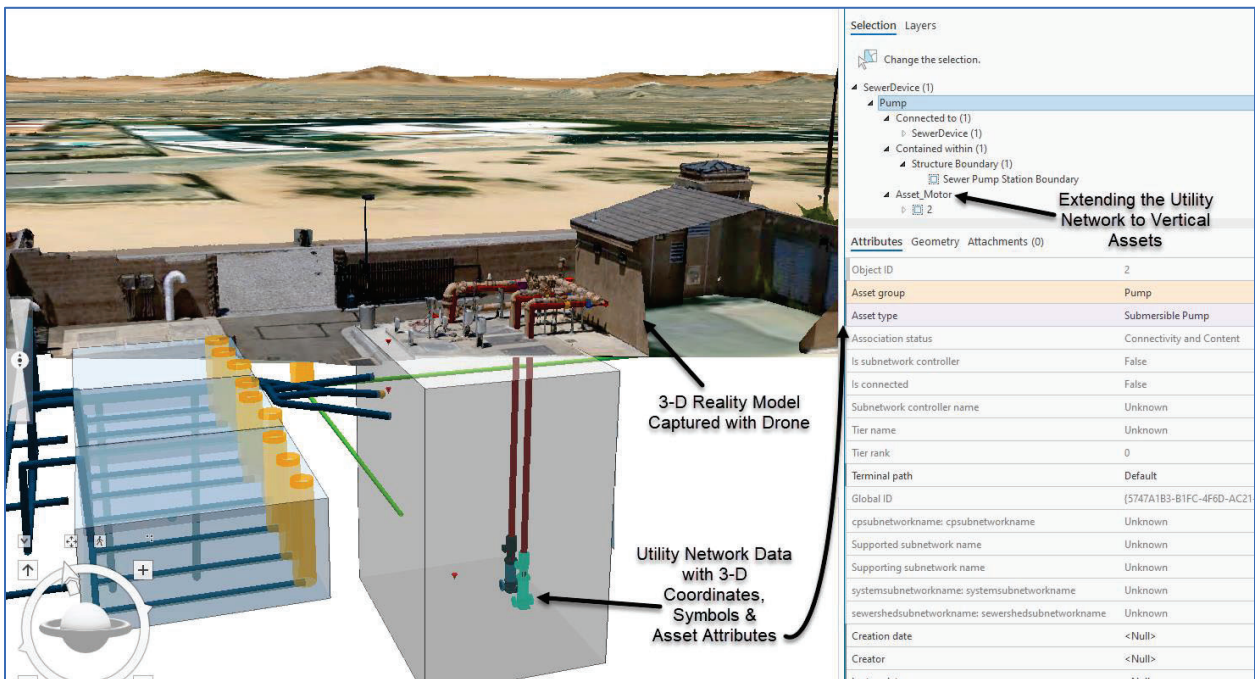 Selection Layers
Change the selection.
SewerDevice (1)
Pump
Connected to (1)
SewerDevice (1)
Contained within (1)
Structure Boundary (1)
Sewer Pump Station Boundary
Asset_Motor
2
Extending the Utility
Network to Vertical
Assets
Attributes Geometry Attachments (0)
Object ID 2
Asset group Pump
Asset type Submersible Pump
Association status Connectivity and Content
Is subnetwork controller False
Is connected False
Subnetwork controller name Unknown
Tier name Unknown
Tier rank 0
Terminal path Default
Global ID {5747A1B3-B1FC-4F6D-AC21-
cpsubnetworkname: cpsubnetworkname Unknown
Supported subnetwork name Unknown
Supporting subnetwork name Unknown
systemsubnetworkname: systemsubnetworkname Unknown
sewershedsubnetworkname: sewershedsubnetworkname Unknown
Creation date <Null>
Creator <Null>
3-D Reality Model
Captured with Drone
Utility Network Data
with 3-D
Coordinates,
Symbols &
Asset Attributes